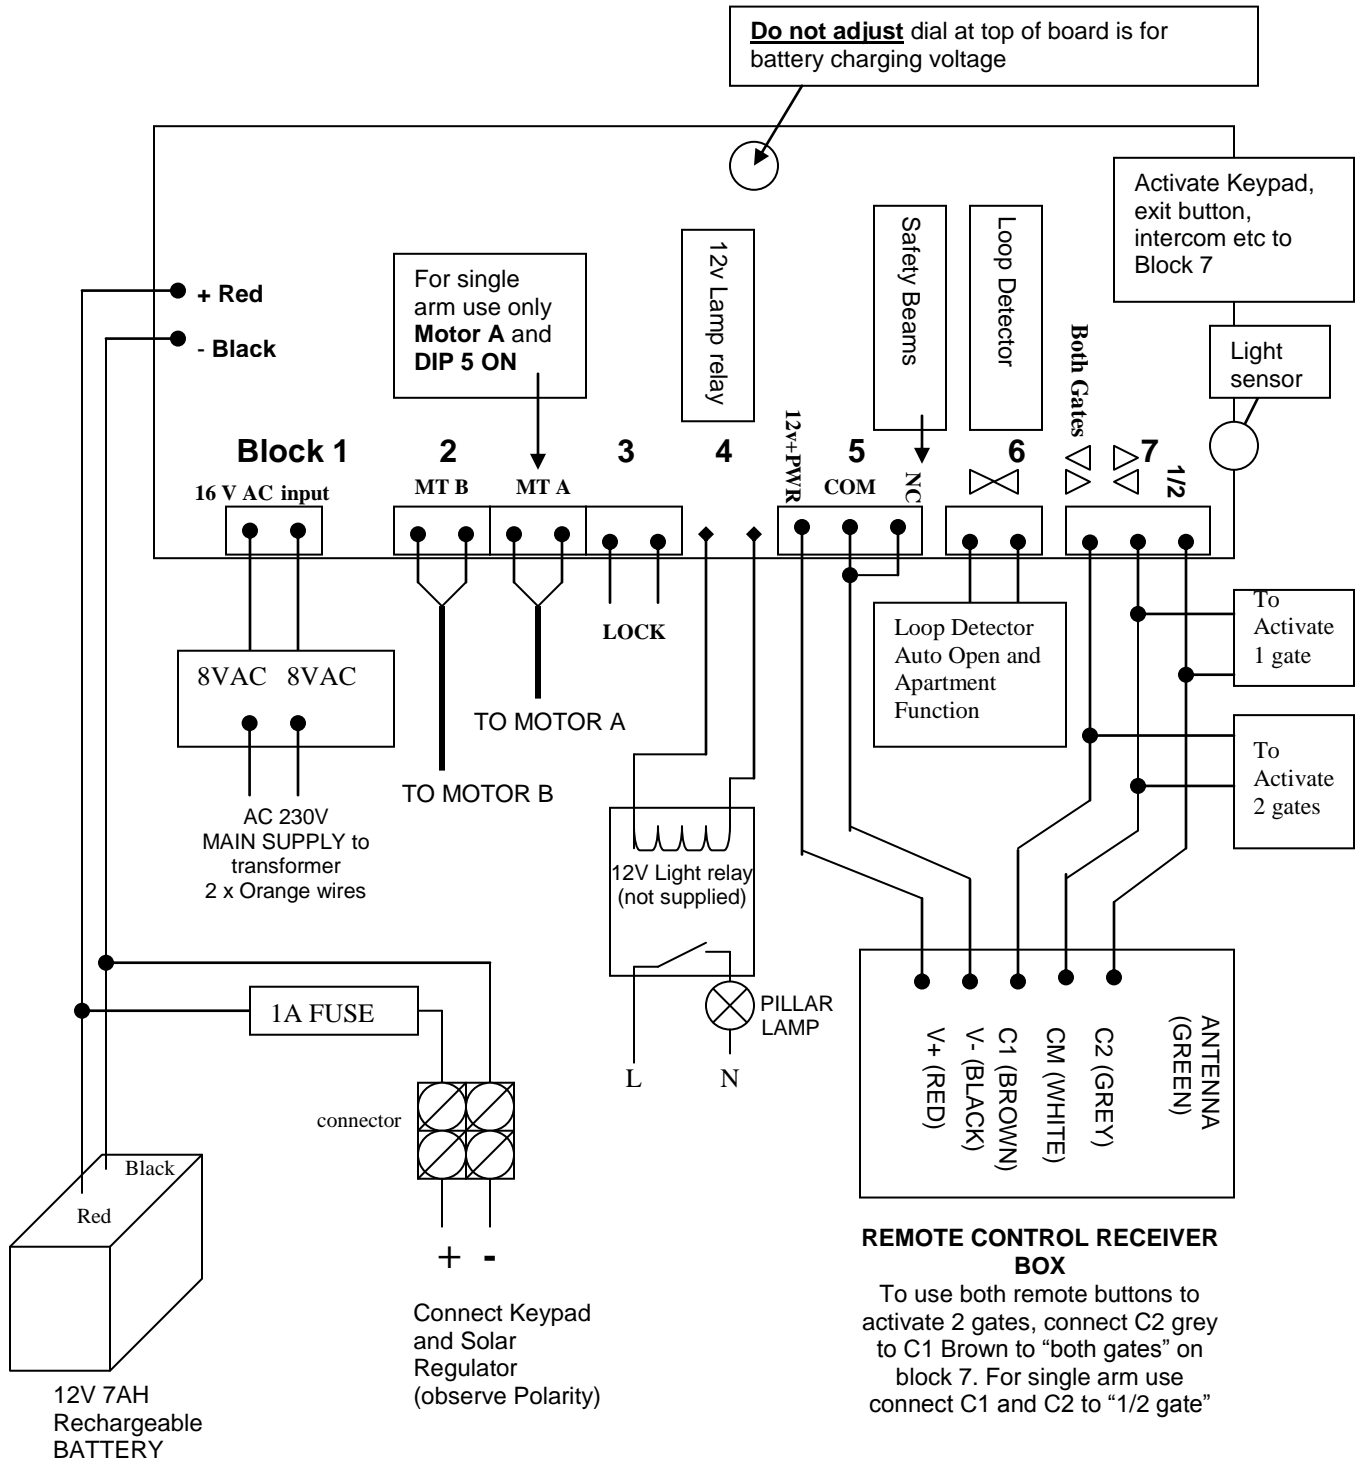 Do not adjust dial at top of board is for
battery charging voltage
Activate Keypad,
exit button,
intercom etc to
Block 7
Light
sensor
+ Red
- Black
For single
arm use only
Motor A and
DIP 5 ON
12v Lamp relay
Safety Beams
Loop Detector
Both Gates
Block 1
2
3
4
5
6
7
16 V AC input
MT B
MT A
12v+PWR
COM
NC
1/2
LOCK
8VAC 8VAC
TO MOTOR A
TO MOTOR B
AC 230V
MAIN SUPPLY to
transformer
2 x Orange wires
Loop Detector
Auto Open and
Apartment
Function
To
Activate
1 gate
To
Activate
2 gates
12V Light relay
(not supplied)
PILLAR
LAMP
L
N
1A FUSE
connector
Black
Red
+ -
Connect Keypad
and Solar
Regulator
(observe Polarity)
12V 7AH
Rechargeable
BATTERY
V+ (RED)
V- (BLACK)
C1 (BROWN)
CM (WHITE)
C2 (GREY)
ANTENNA
(GREEN)
REMOTE CONTROL RECEIVER
BOX
To use both remote buttons to
activate 2 gates, connect C2 grey
to C1 Brown to “both gates” on
block 7. For single arm use
connect C1 and C2 to “1/2 gate”